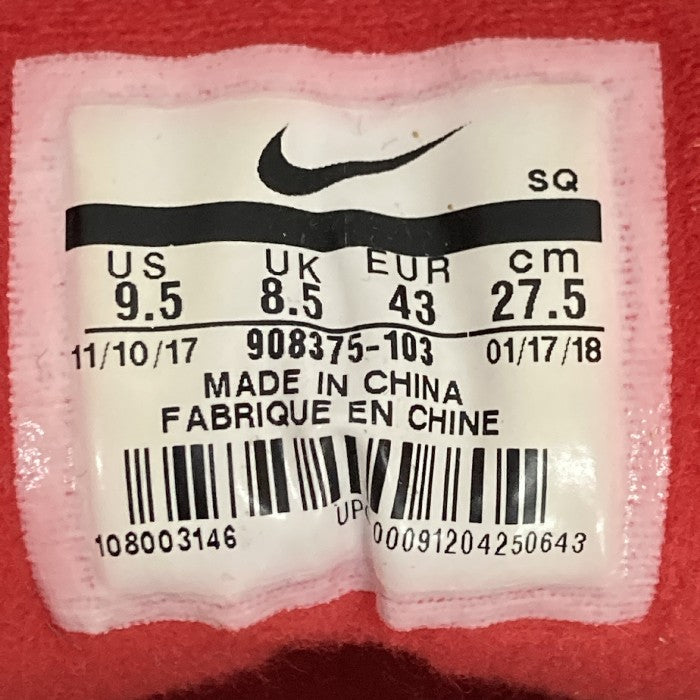 SQ
US UK EUR cm
9.5 8.5 43 27.5
11/10/17 908375-103 01/17/18
MADE IN CHINA
FABRIQUE EN CHINE
108003146 00091204250643